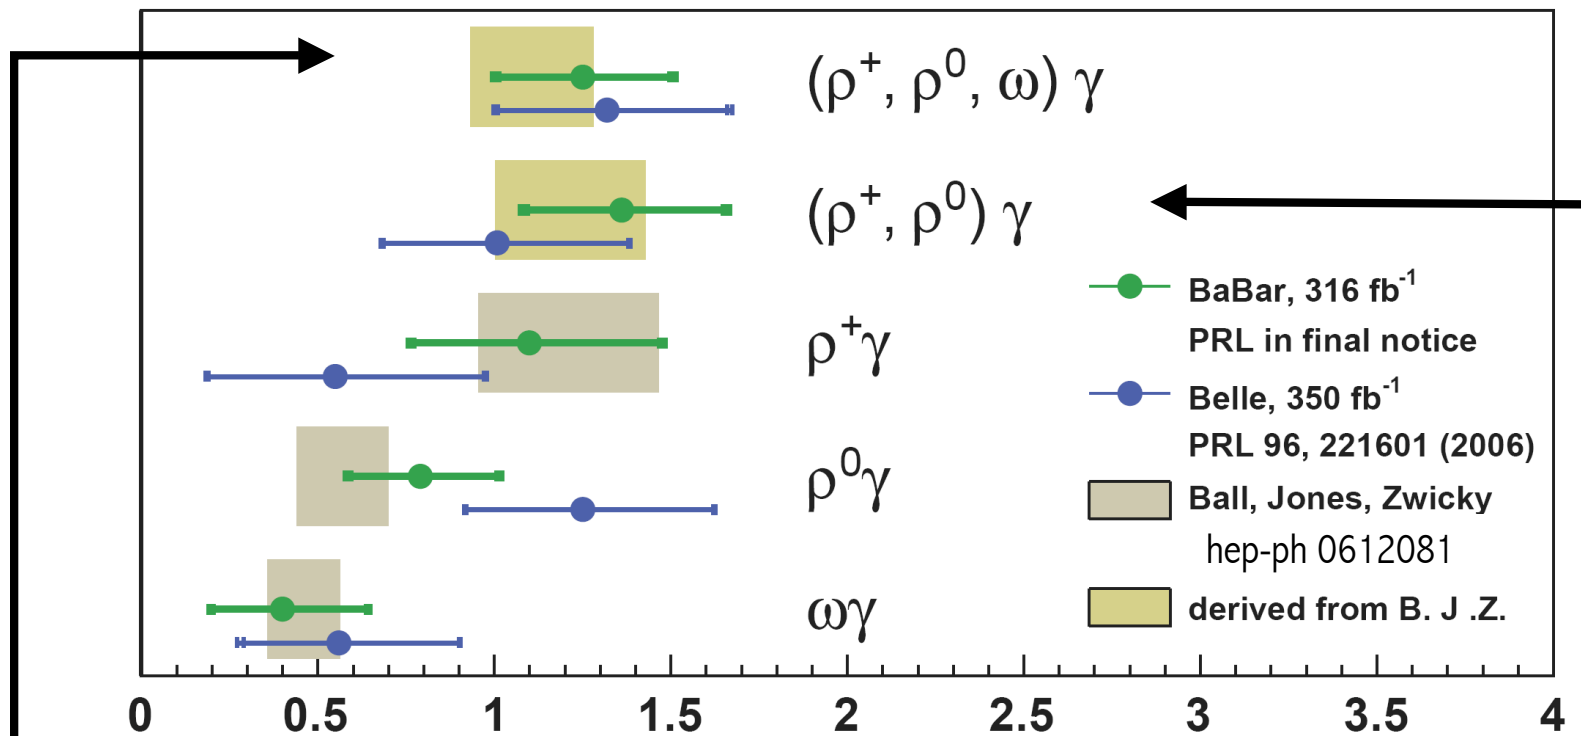 (ρ⁺, ρ⁰, ω) γ
(ρ⁺, ρ⁰) γ
ρ⁺γ
ρ⁰γ
ωγ
BaBar, 316 fb⁻¹
PRL in final notice
Belle, 350 fb⁻¹
PRL 96, 221601 (2006)
Ball, Jones, Zwicky
hep-ph 0612081
derived from B. J .Z.
0 0.5 1 1.5 2 2.5 3 3.5 4